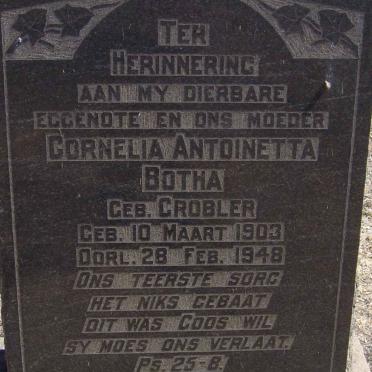 TER
HERINNERING
AAN MY DIERBARE
EGGENOTE EN ONS MOEDER
CORNELIA ANTOINETTA
BOTHA
GEB. GROBLER
GEB. 10 MAART 1903
OORL. 28 FEB. 1948
ONS TEERSTE SORG
HET NIKS GEBAAT
DIT WAS GODS WIL
SY MOES ONS VERLAAT.
PS. 25-8.